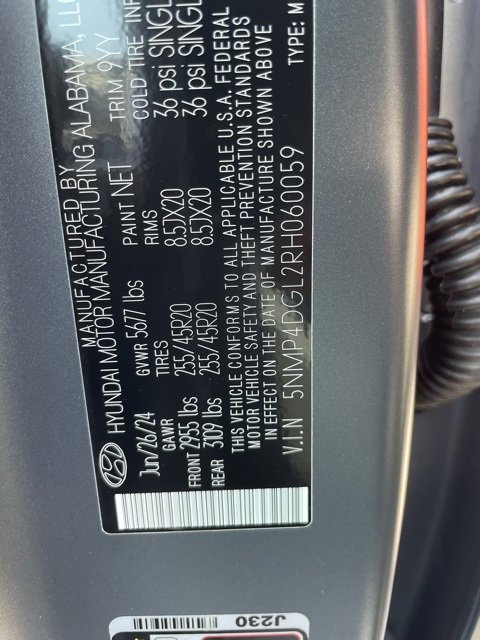 MANUFACTURED BY
HYUNDAI MOTOR MANUFACTURING ALABAMA, LLC
Jun/26/24 GVWR 5677 lbs PAINT NET TRIM 9YY
GAWR TIRES RIMS COLD TIRE INF
FRONT 2955 lbs 255/45R20 8.5JX20 36 psi SINGL
REAR 3109 lbs 255/45R20 8.5JX20 36 psi SINGL
THIS VEHICLE CONFORMS TO ALL APPLICABLE U.S.A. FEDERAL
MOTOR VEHICLE SAFETY AND THEFT PREVENTION STANDARDS
IN EFFECT ON THE DATE OF MANUFACTURE SHOWN ABOVE
V.I.N 5NMP4DGL2RH060059 TYPE: M
J230